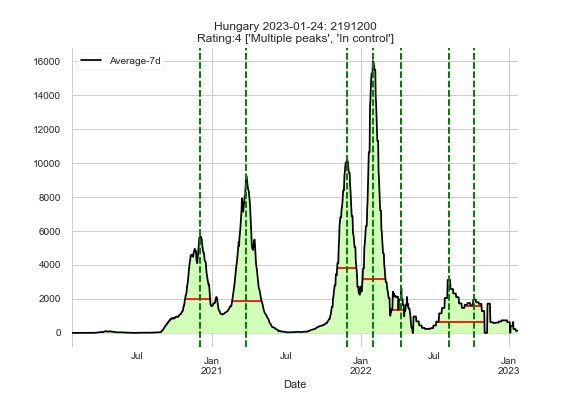 Hungary 2023-01-24: 2191200
Rating:4 ['Multiple peaks', 'In control']
Average-7d
16000
14000
12000
10000
8000
6000
4000
2000
0
Jul
Jan
2021
Jul
Jan
2022
Jul
Jan
2023
Date